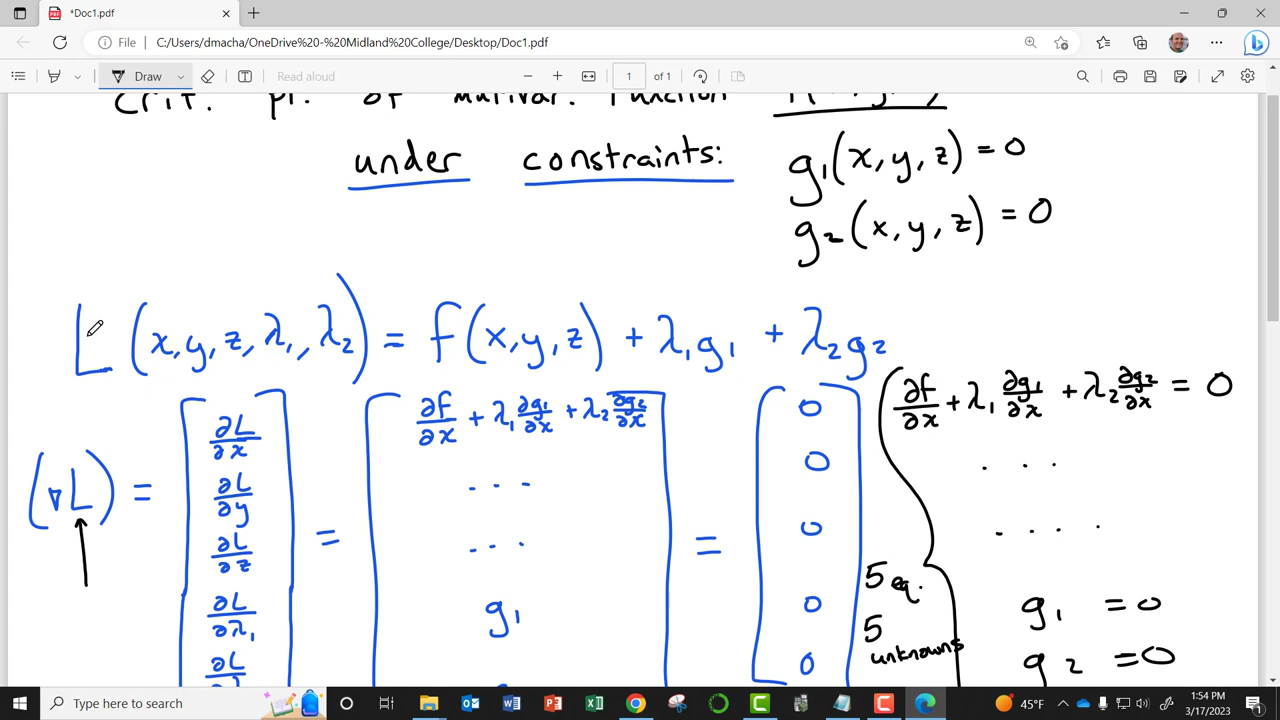 *Doc1.pdf
File
C:/Users/dmacha/OneDrive%20-%20Midland%20College/Desktop/Doc1.pdf
Draw
Read aloud
1
of 1
crit. pt. of multivar. function
under constraints:
g₁(x, y, z) = 0
g₂(x, y, z) = 0
L(x, y, z, λ₁, λ₂) = f(x, y, z) + λ₁g₁ + λ₂g₂
(∇L) = [∂L/∂x ∂L/∂y ∂L/∂z ∂L/∂λ₁
= [∂f/∂x + λ₁ ∂g₁/∂x + λ₂ ∂g₂/∂x ... ... g₁
= [0 0 0 0 0]
∂f/∂x + λ₁ ∂g₁/∂x + λ₂ ∂g₂/∂x = 0
. . .
. . . .
g₁ = 0
g₂ = 0
5 eq.
5
unknowns
Type here to search
45°F
1:54 PM
3/17/2023